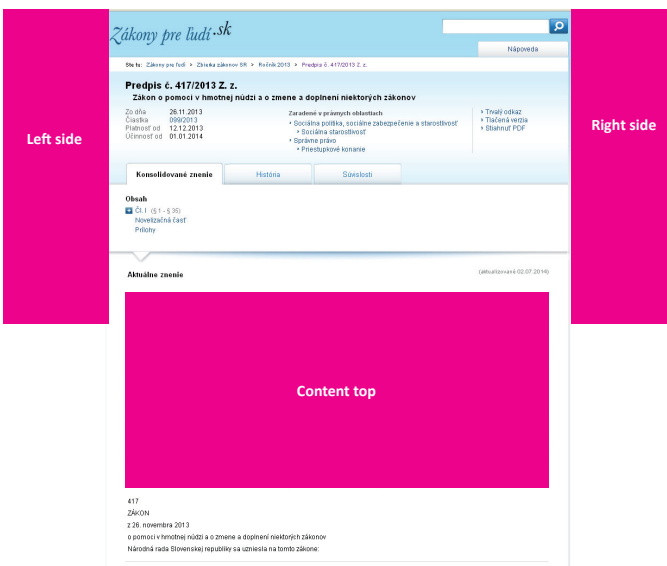 Zákony pre ľudí.sk
Nápoveda
Ste tu: Zákony pre ľudí > Zbierka zákonov SR > Ročník 2013 > Predpis č. 417/2013 Z. z.
Predpis č. 417/2013 Z. z.
Zákon o pomoci v hmotnej núdzi a o zmene a doplnení niektorých zákonov
Zo dňa 26.11.2013
Čiastka 099/2013
Platnosť od 12.12.2013
Účinnosť od 01.01.2014
Zaradené v právnych oblastiach
Sociálna politika, sociálne zabezpečenie a starostlivosť
Sociálna starostlivosť
Správne právo
Priestupkové konanie
Trvalý odkaz
Tlačená verzia
Stiahnuť PDF
Left side
Right side
Konsolidované znenie
História
Súvislosti
Obsah
Čl. I (§ 1 - § 35)
Novelizačná časť
Prílohy
Aktuálne znenie
(aktualizované 02.07.2014)
Content top
417
ZÁKON
z 26. novembra 2013
o pomoci v hmotnej núdzi a o zmene a doplnení niektorých zákonov
Národná rada Slovenskej republiky sa uzniesla na tomto zákone: